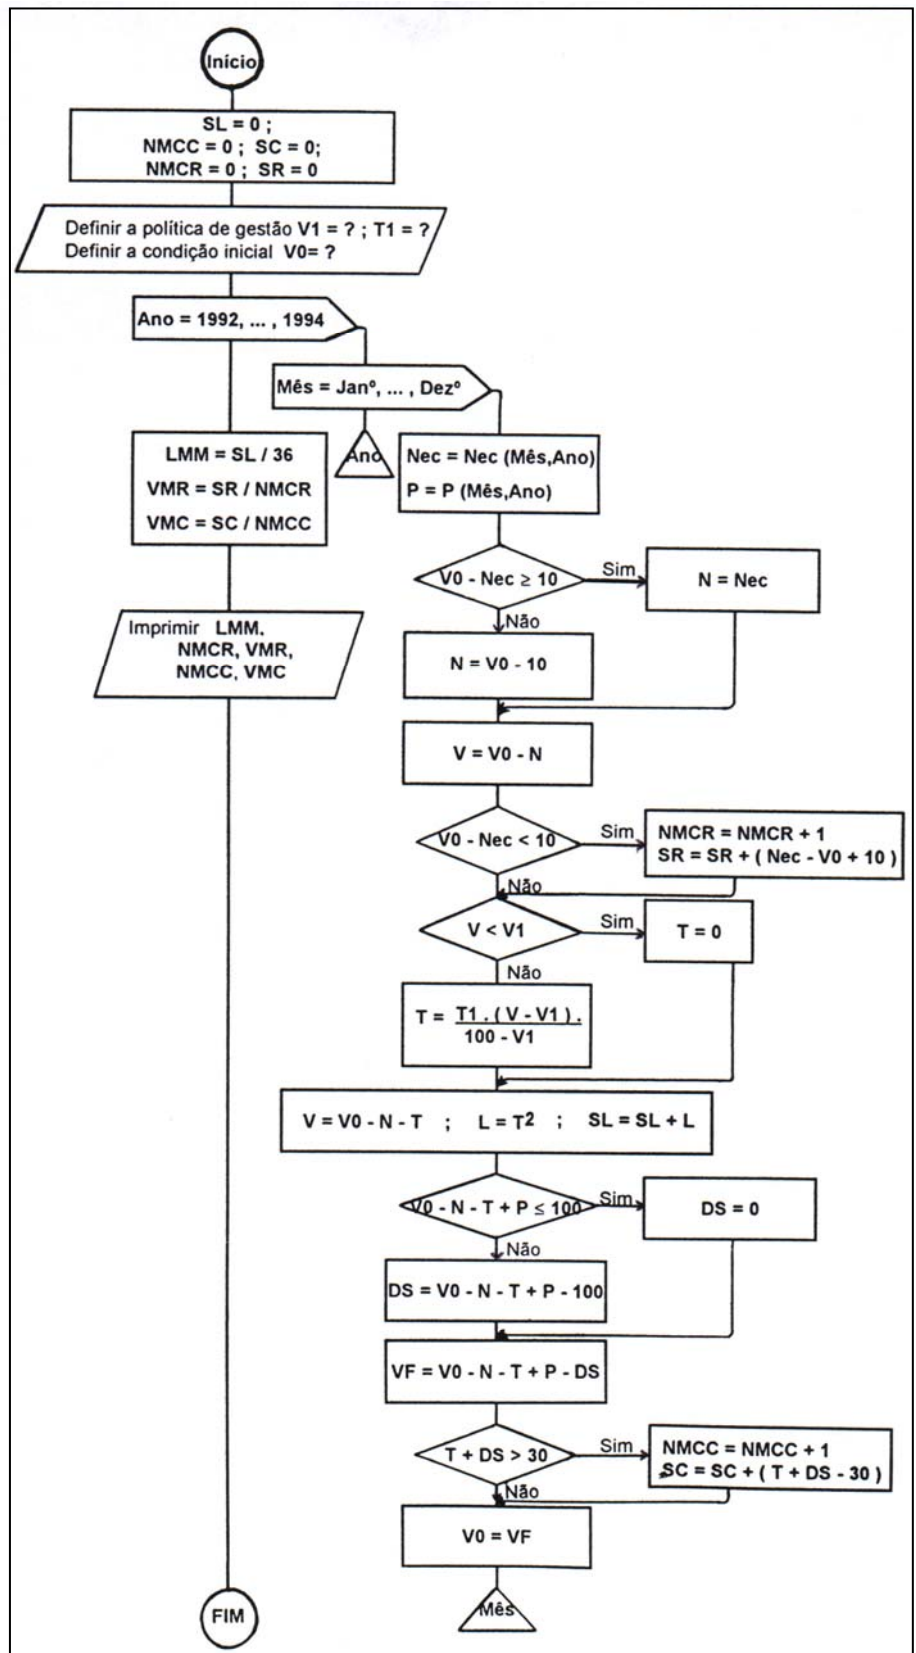 Início
SL = 0 ;
NMCC = 0 ; SC = 0;
NMCR = 0 ; SR = 0
Definir a política de gestão V1 = ? ; T1 = ?
Definir a condição inicial V0= ?
Ano = 1992, ... , 1994
Mês = Janº, ... , Dezº
Ano
LMM = SL / 36
VMR = SR / NMCR
VMC = SC / NMCC
Imprimir LMM.
NMCR, VMR,
NMCC, VMC
FIM
Nec = Nec (Mês,Ano)
P = P (Mês,Ano)
V0 - Nec ≥ 10
Sim
N = Nec
Não
N = V0 - 10
V = V0 - N
V0 - Nec < 10
Sim
NMCR = NMCR + 1
SR = SR + ( Nec - V0 + 10 )
Não
V < V1
Sim
T = 0
Não
T = T1 . ( V - V1 ) .
100 - V1
V = V0 - N - T ; L = T² ; SL = SL + L
V0 - N - T + P ≤ 100
Sim
DS = 0
Não
DS = V0 - N - T + P - 100
VF = V0 - N - T + P - DS
T + DS > 30
Sim
NMCC = NMCC + 1
SC = SC + ( T + DS - 30 )
Não
V0 = VF
Mês